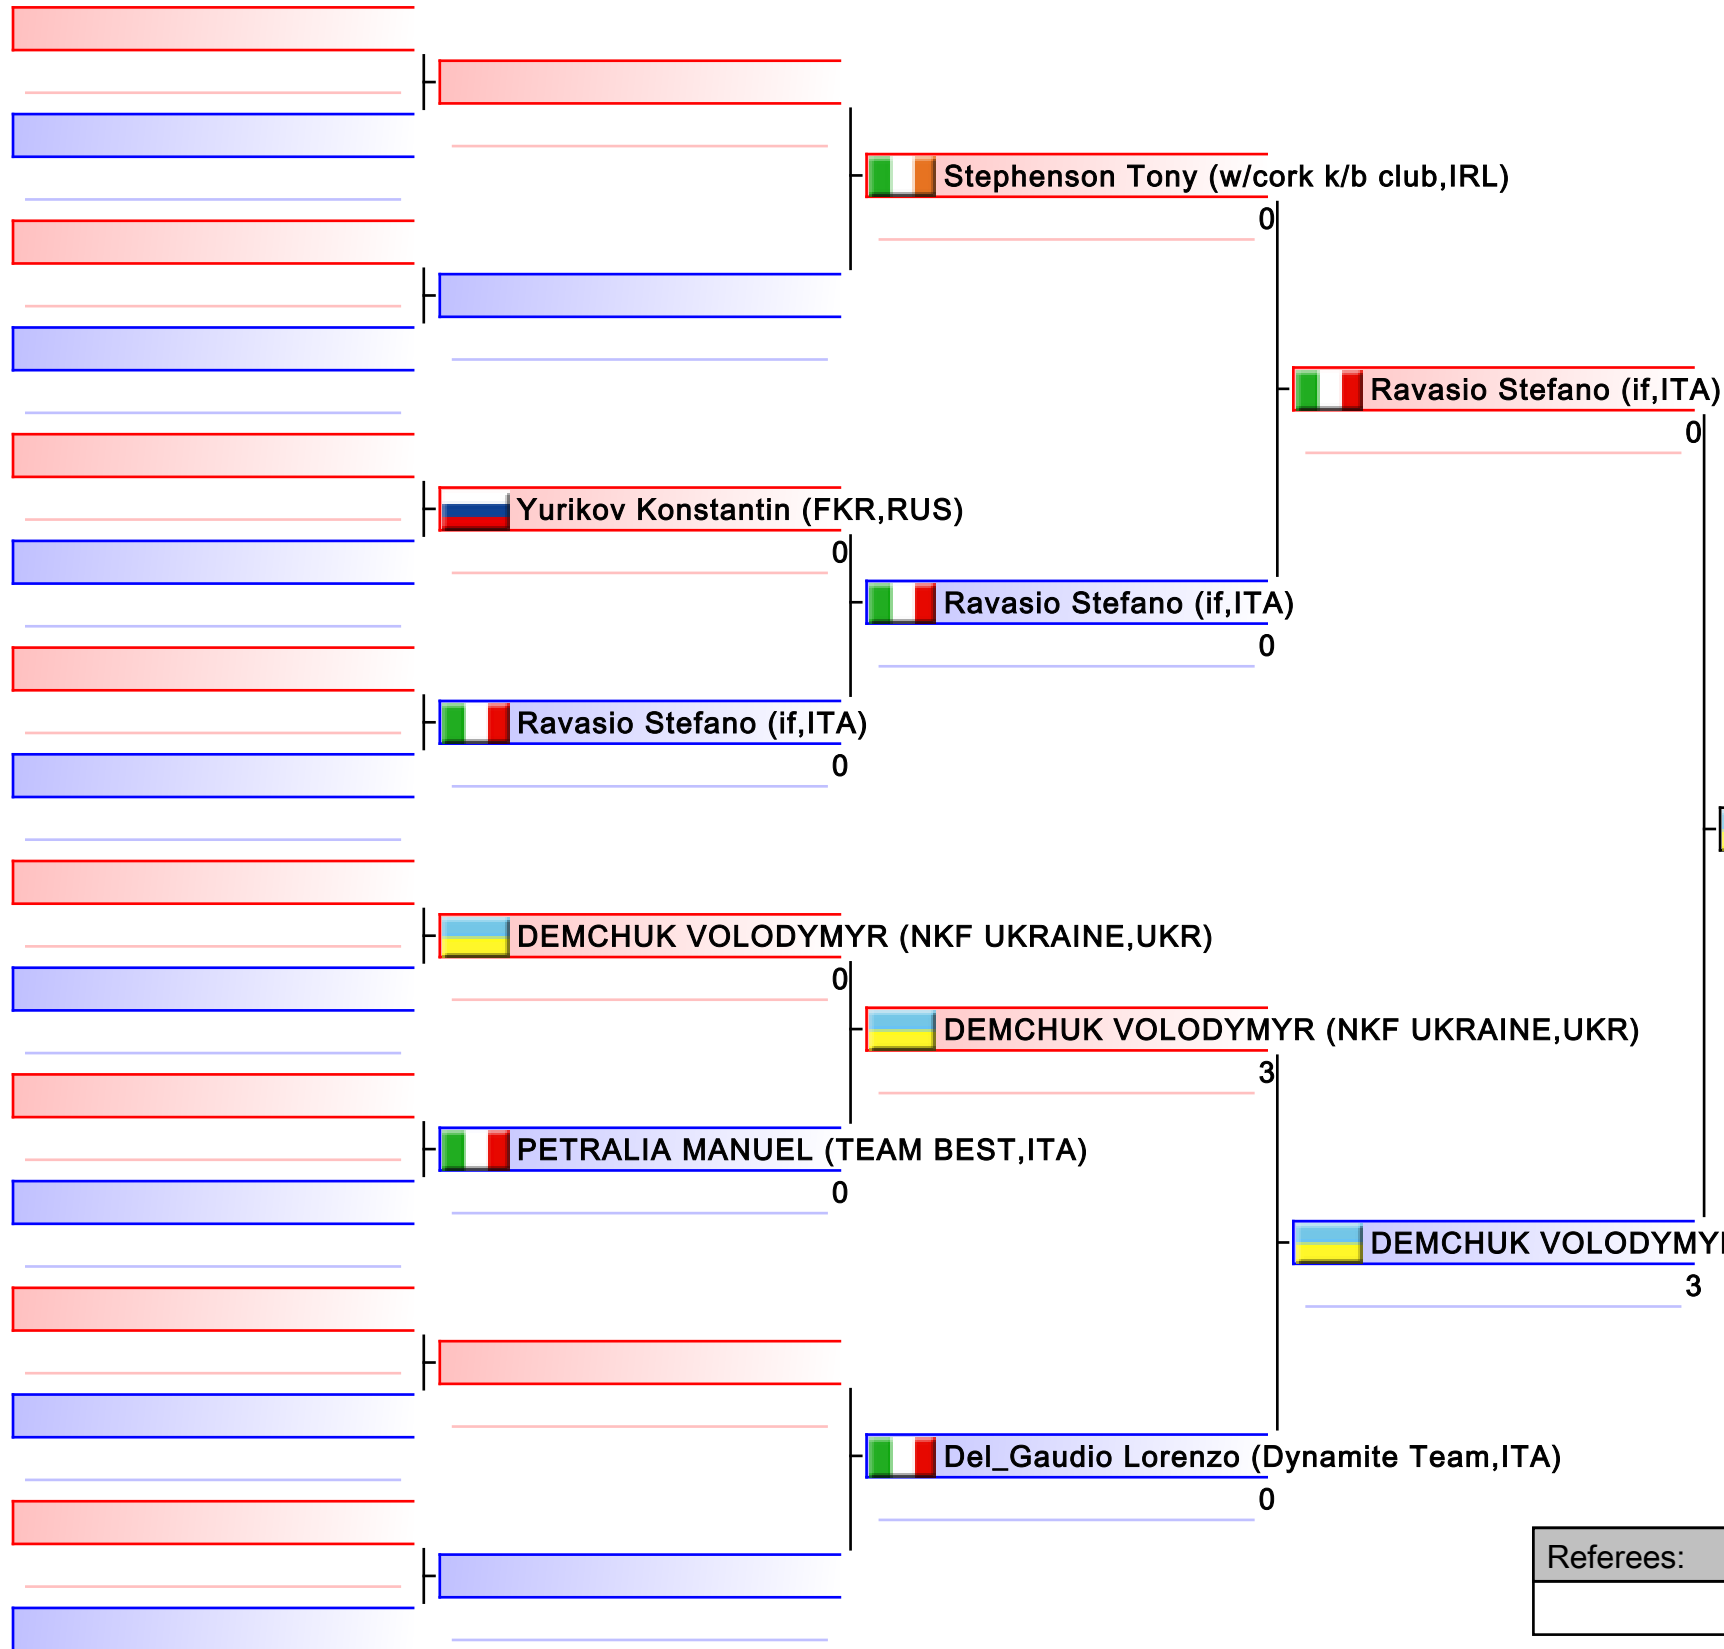 Stephenson Tony (w/cork k/b club,IRL)
0
Ravasio Stefano (if,ITA)
0
Yurikov Konstantin (FKR,RUS)
0
Ravasio Stefano (if,ITA)
0
Ravasio Stefano (if,ITA)
0
DEMCHUK VOLODYMYR (NKF UKRAINE,UKR)
0
DEMCHUK VOLODYMYR (NKF UKRAINE,UKR)
3
PETRALIA MANUEL (TEAM BEST,ITA)
0
DEMCHUK VOLODYMY
3
Del_Gaudio Lorenzo (Dynamite Team,ITA)
0
Referees: